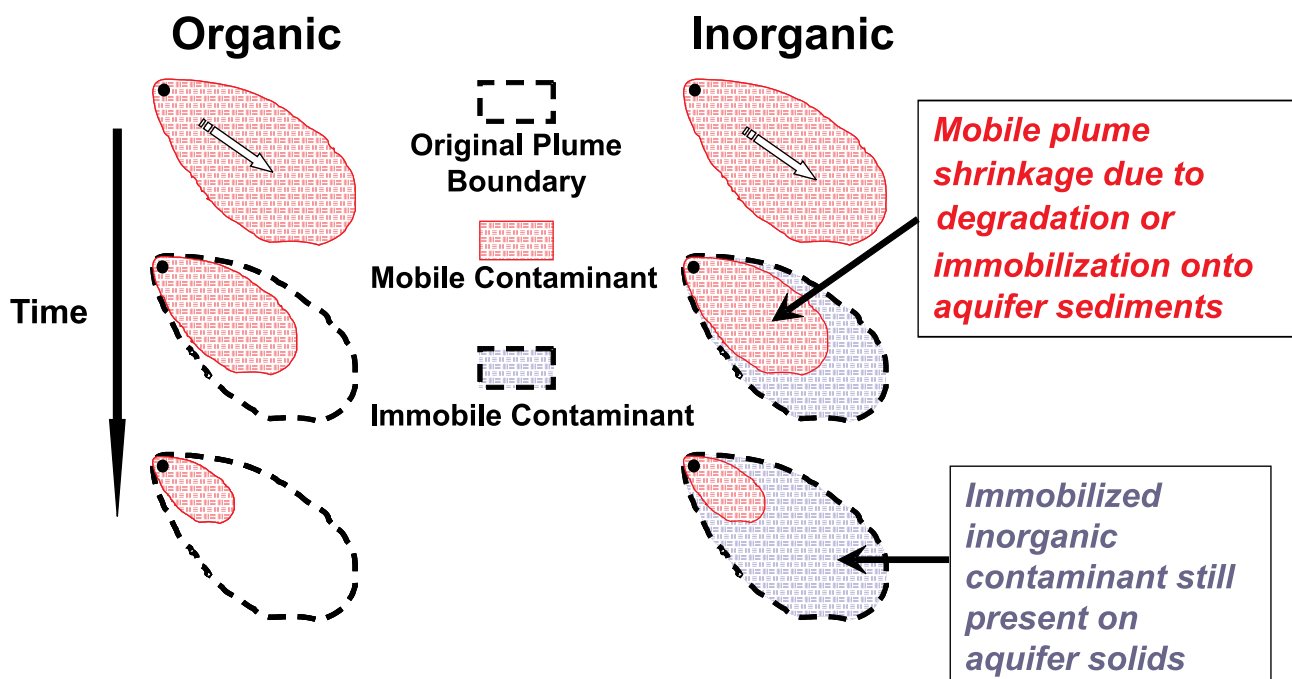 Organic
Inorganic
Original Plume
Boundary
Mobile Contaminant
Immobile Contaminant
Time
Mobile plume
shrinkage due to
degradation or
immobilization onto
aquifer sediments
Immobilized
inorganic
contaminant still
present on
aquifer solids